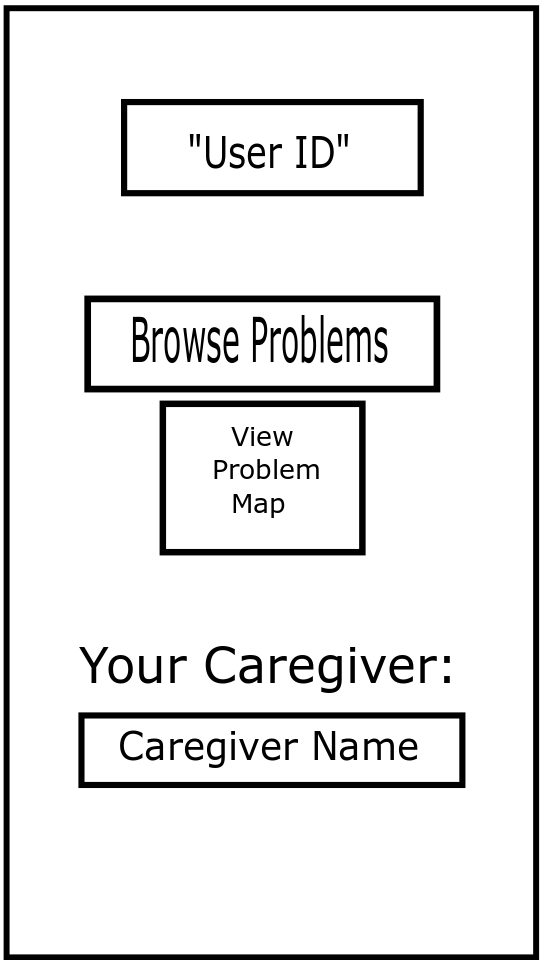 "User ID"
Browse Problems
View
Problem
Map
Your Caregiver:
Caregiver Name